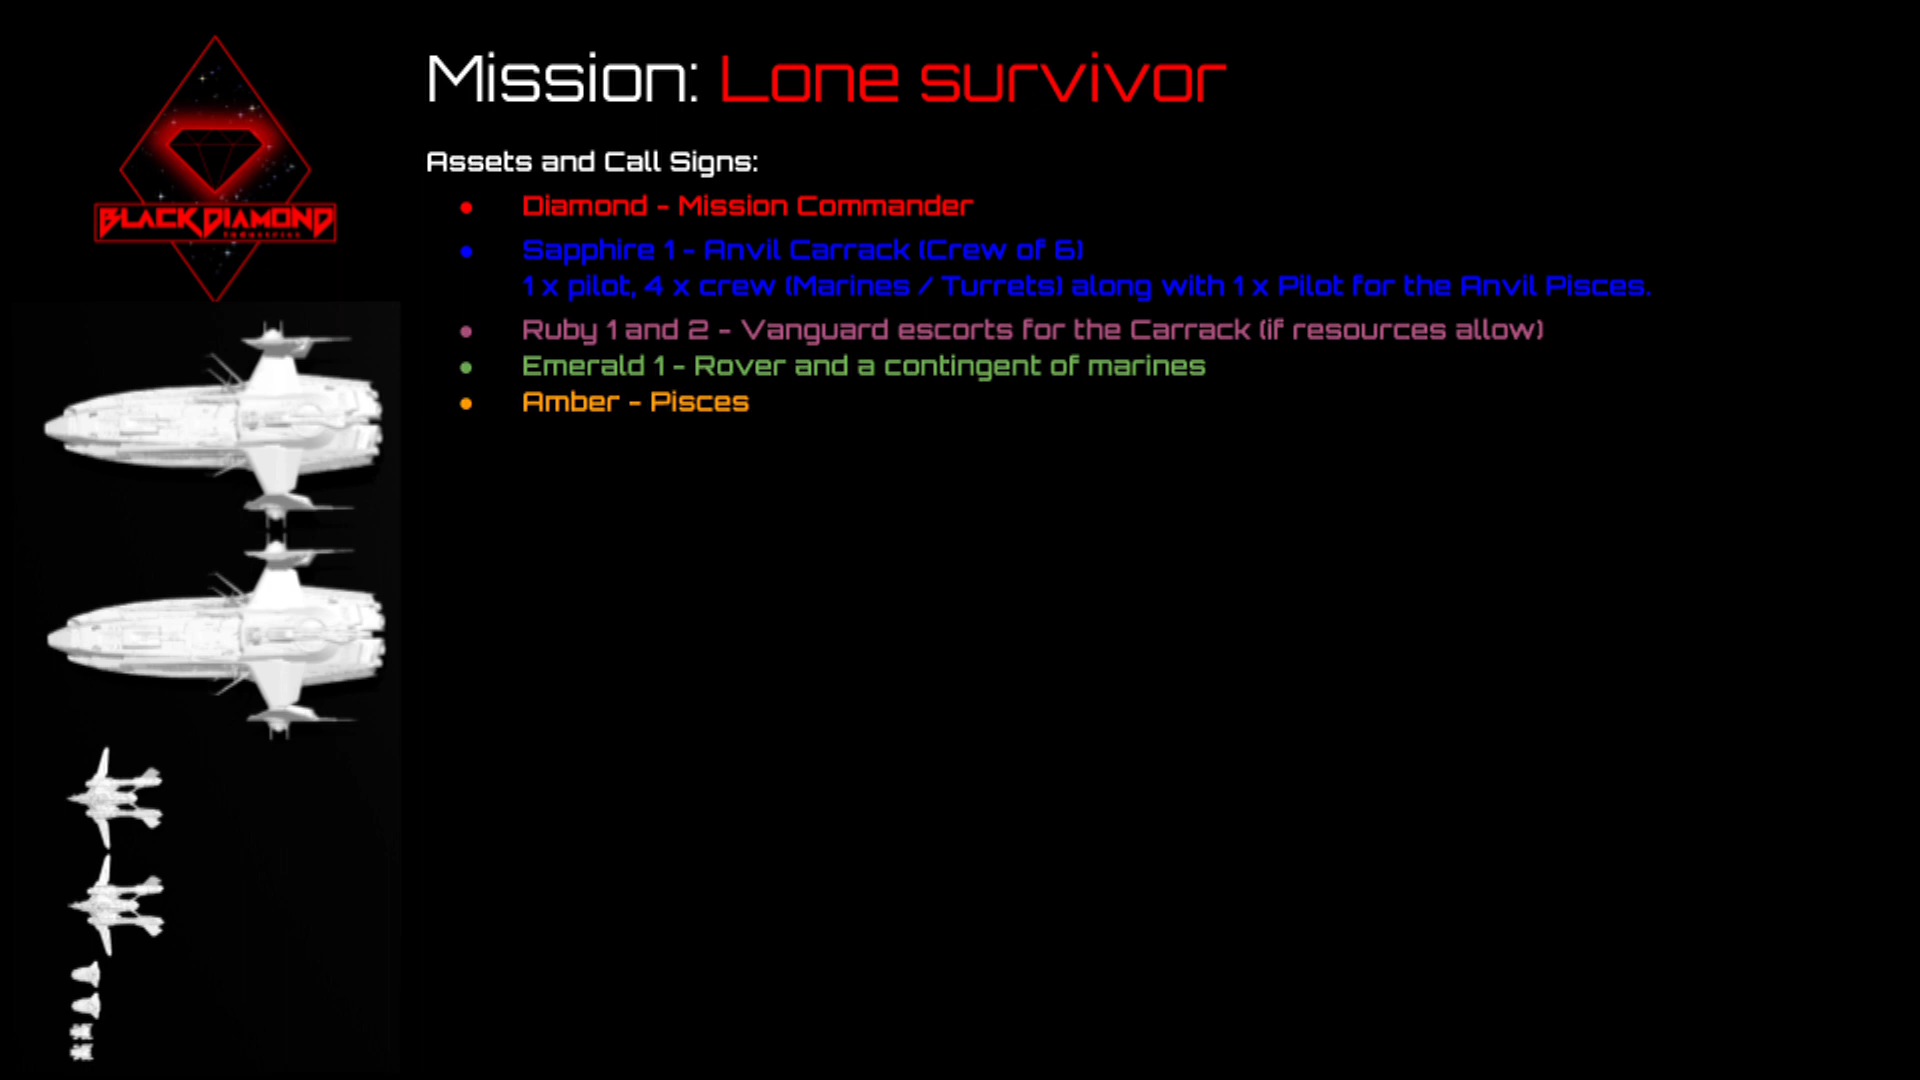 Mission: Lone survivor
BLACK DIAMOND
Industries
Assets and Call Signs:
● Diamond - Mission Commander
● Sapphire 1 - Anvil Carrack (Crew of 6)
1 x pilot, 4 x crew (Marines / Turrets) along with 1 x Pilot for the Anvil Pisces.
● Ruby 1 and 2 - Vanguard escorts for the Carrack (if resources allow)
● Emerald 1 - Rover and a contingent of marines
● Amber - Pisces